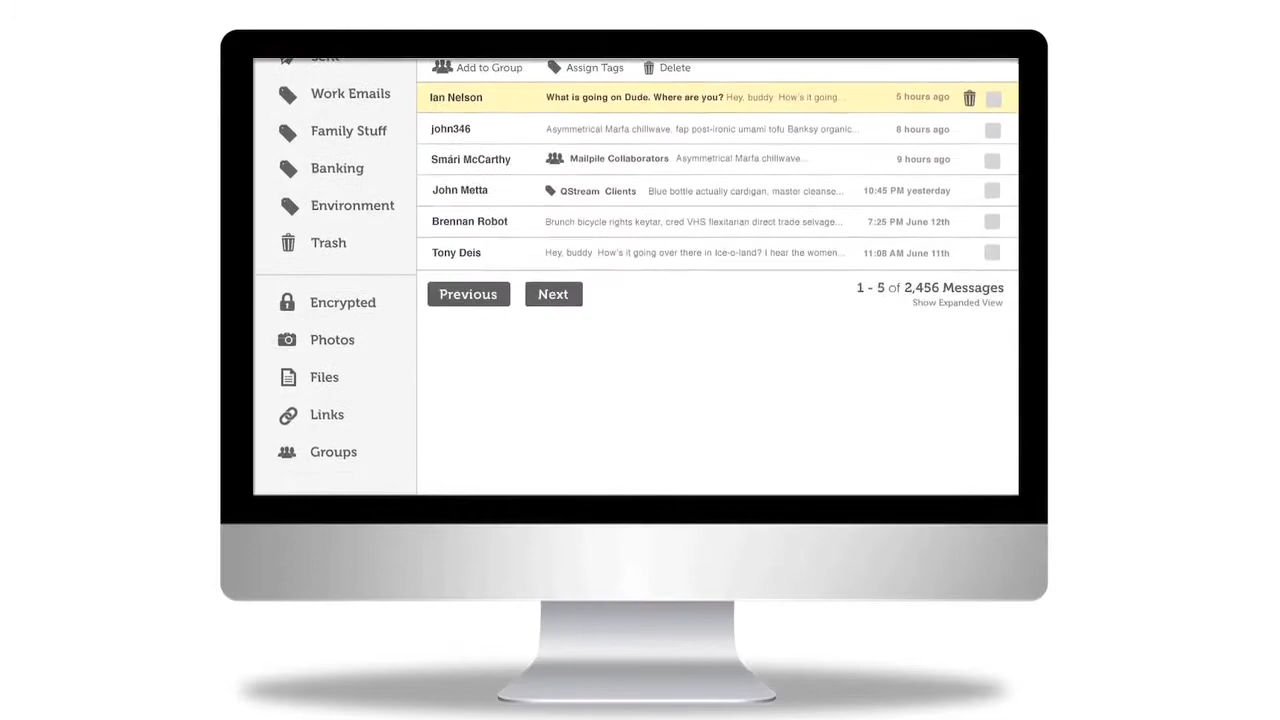 Sent
Add to Group Assign Tags Delete
Work Emails
Family Stuff
Banking
Environment
Trash
Encrypted
Photos
Files
Links
Groups
Ian Nelson What is going on Dude. Where are you? Hey, buddy How's it going... 5 hours ago
john346 Asymmetrical Marfa chillwave, fap post-ironic umami tofu Banksy organic... 8 hours ago
Smári McCarthy Mailpile Collaborators Asymmetrical Marfa chillwave... 9 hours ago
John Metta QStream Clients Blue bottle actually cardigan, master cleanse... 10:45 PM yesterday
Brennan Robot Brunch bicycle rights keytar, cred VHS flexitarian direct trade selvage... 7:25 PM June 12th
Tony Deis Hey, buddy How's it going over there in Ice-o-land? I hear the women... 11:08 AM June 11th
Previous Next 1 - 5 of 2,456 Messages
Show Expanded View